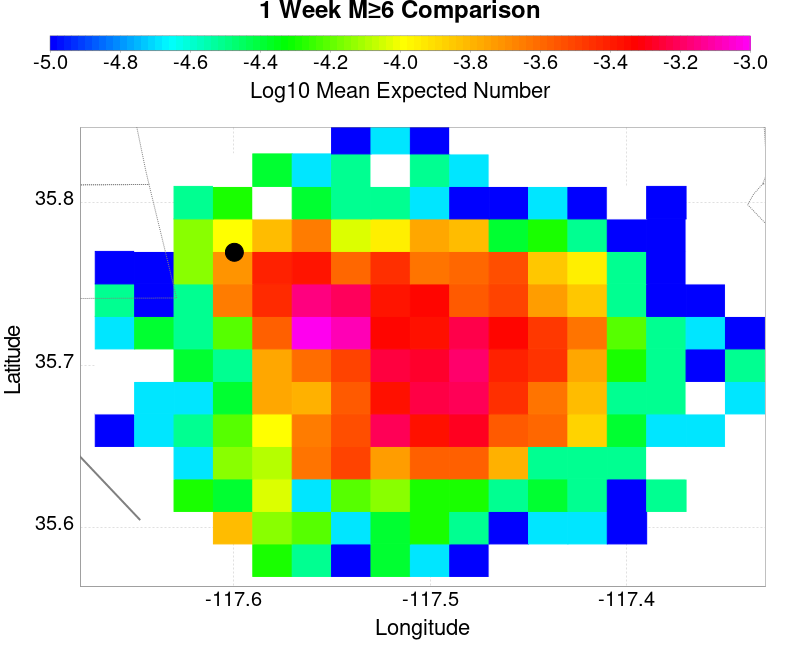 1 Week M≥6 Comparison
-5.0 -4.8 -4.6 -4.4 -4.2 -4.0 -3.8 -3.6 -3.4 -3.2 -3.0
Log10 Mean Expected Number
35.8
35.7
35.6
Latitude
-117.6 -117.5 -117.4
Longitude